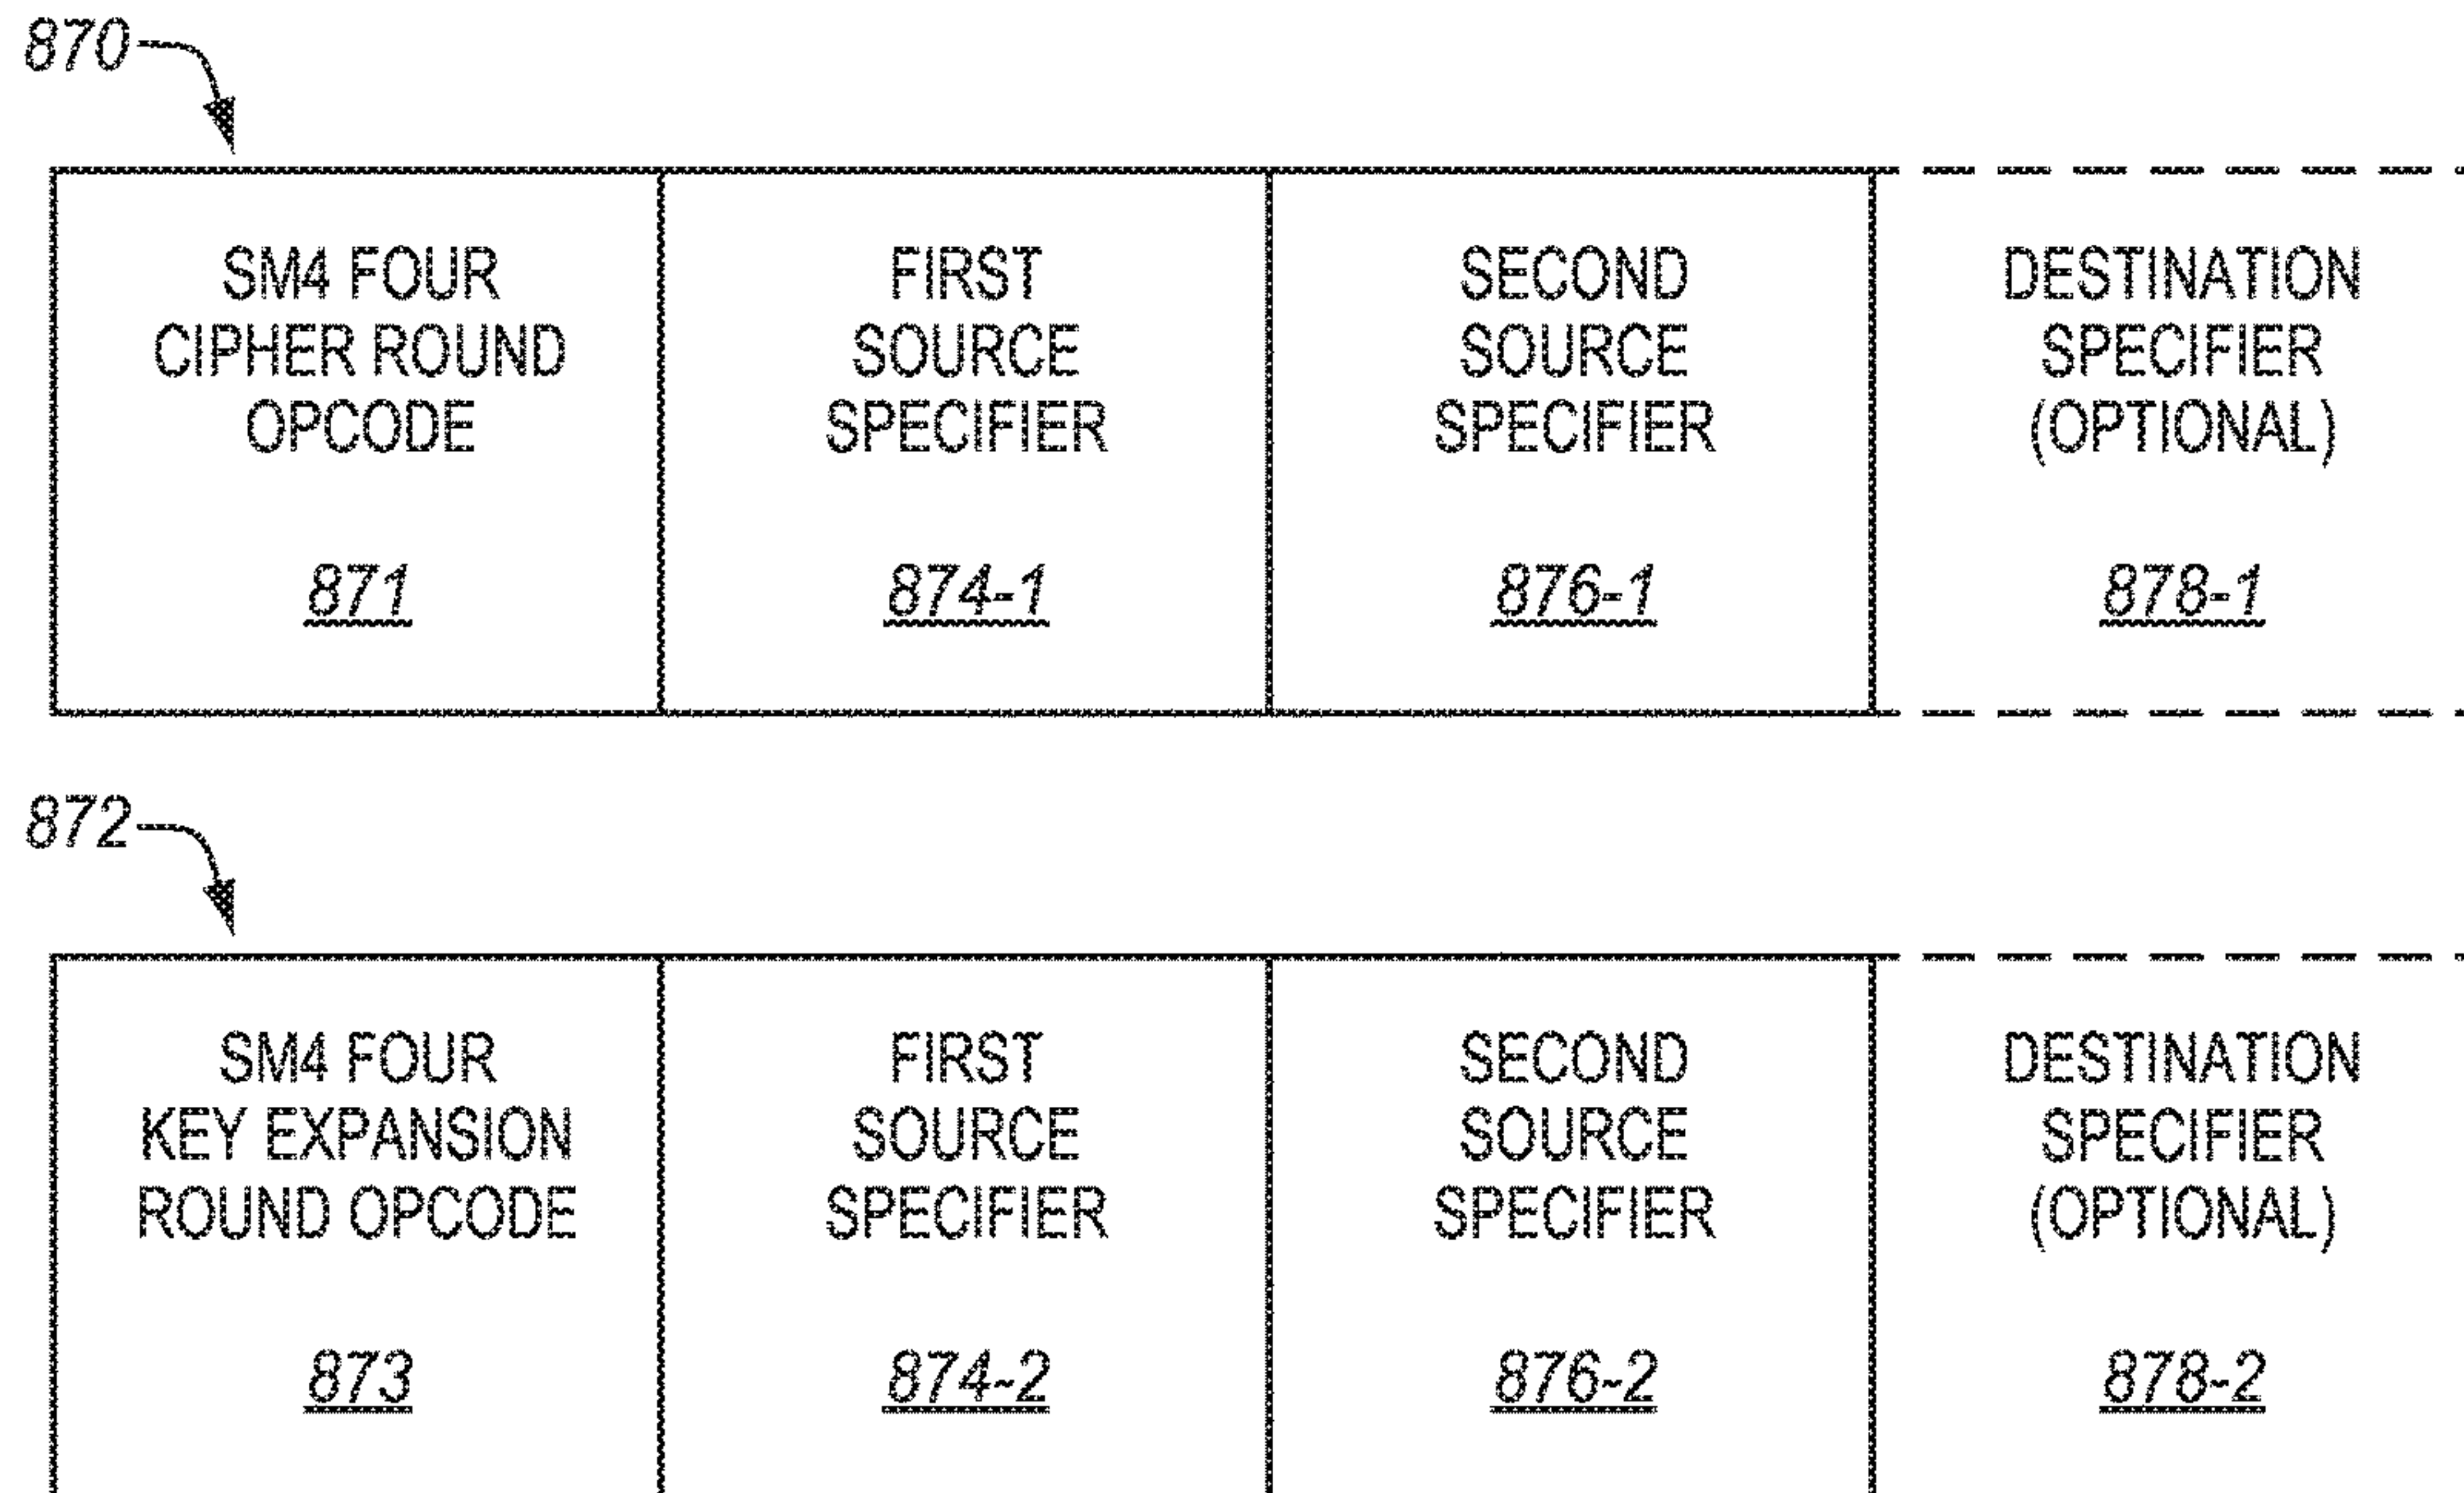 870
SM4 FOUR
CIPHER ROUND
OPCODE
871
FIRST
SOURCE
SPECIFIER
874-1
SECOND
SOURCE
SPECIFIER
876-1
DESTINATION
SPECIFIER
(OPTIONAL)
878-1
872
SM4 FOUR
KEY EXPANSION
ROUND OPCODE
873
FIRST
SOURCE
SPECIFIER
874-2
SECOND
SOURCE
SPECIFIER
876-2
DESTINATION
SPECIFIER
(OPTIONAL)
878-2